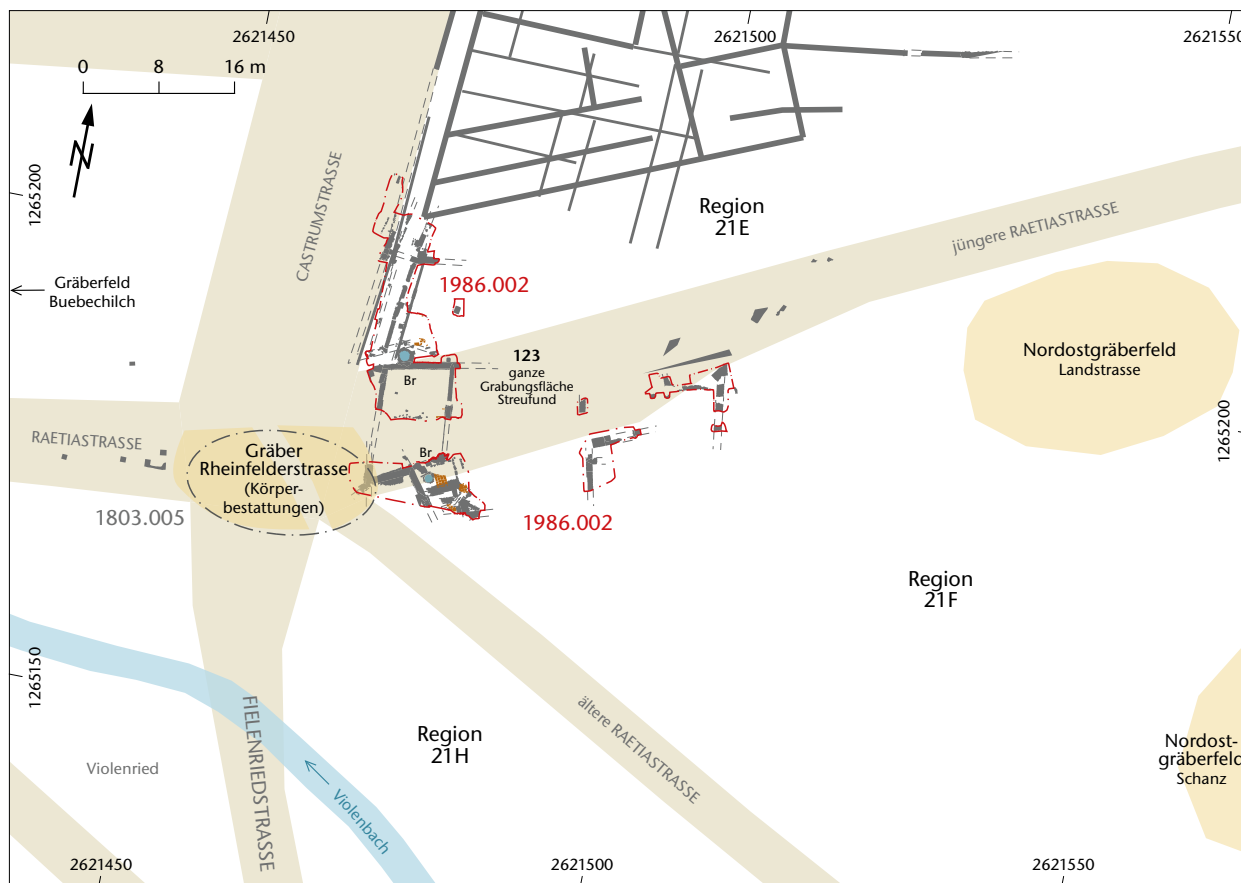 2621450
2621500
2621550
0 8 16 m
N
1265200
CASTRUMSTRASSE
Region
21E
jüngere RAETIASTRASSE
Gräberfeld
Buebechilch
1986.002
123
ganze
Grabungsfläche
Streufund
Br
Nordostgräberfeld
Landstrasse
1265200
RAETIASTRASSE
Gräber
Rheinfelderstrasse
(Körper-
bestattungen)
Br
1803.005
1986.002
Region
21F
1265150
FIELENRIEDSTRASSE
ältere RAETIASTRASSE
Region
21H
Nordost-
gräberfeld
Schanz
Violenried
Violenbach
2621450
2621500
2621550